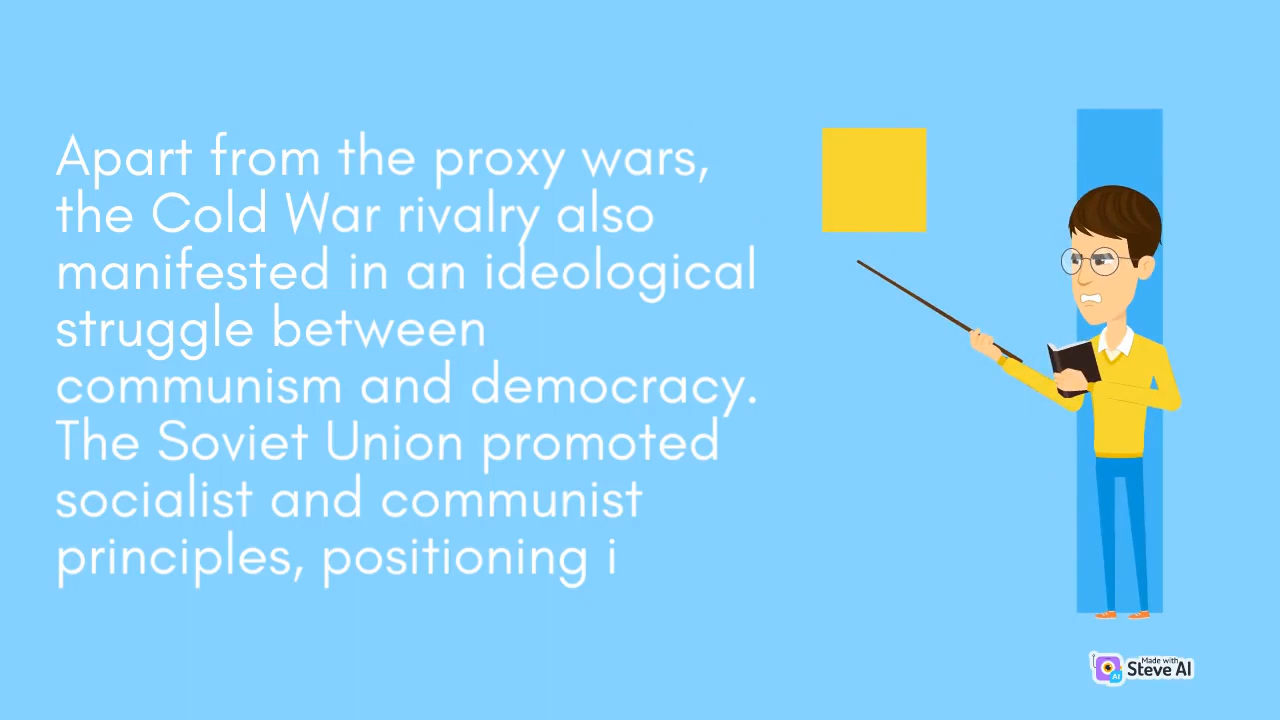 Apart from the proxy wars,
the Cold War rivalry also
manifested in an ideological
struggle between
communism and democracy.
The Soviet Union promoted
socialist and communist
principles, positioning i
Made with
Steve AI
AI